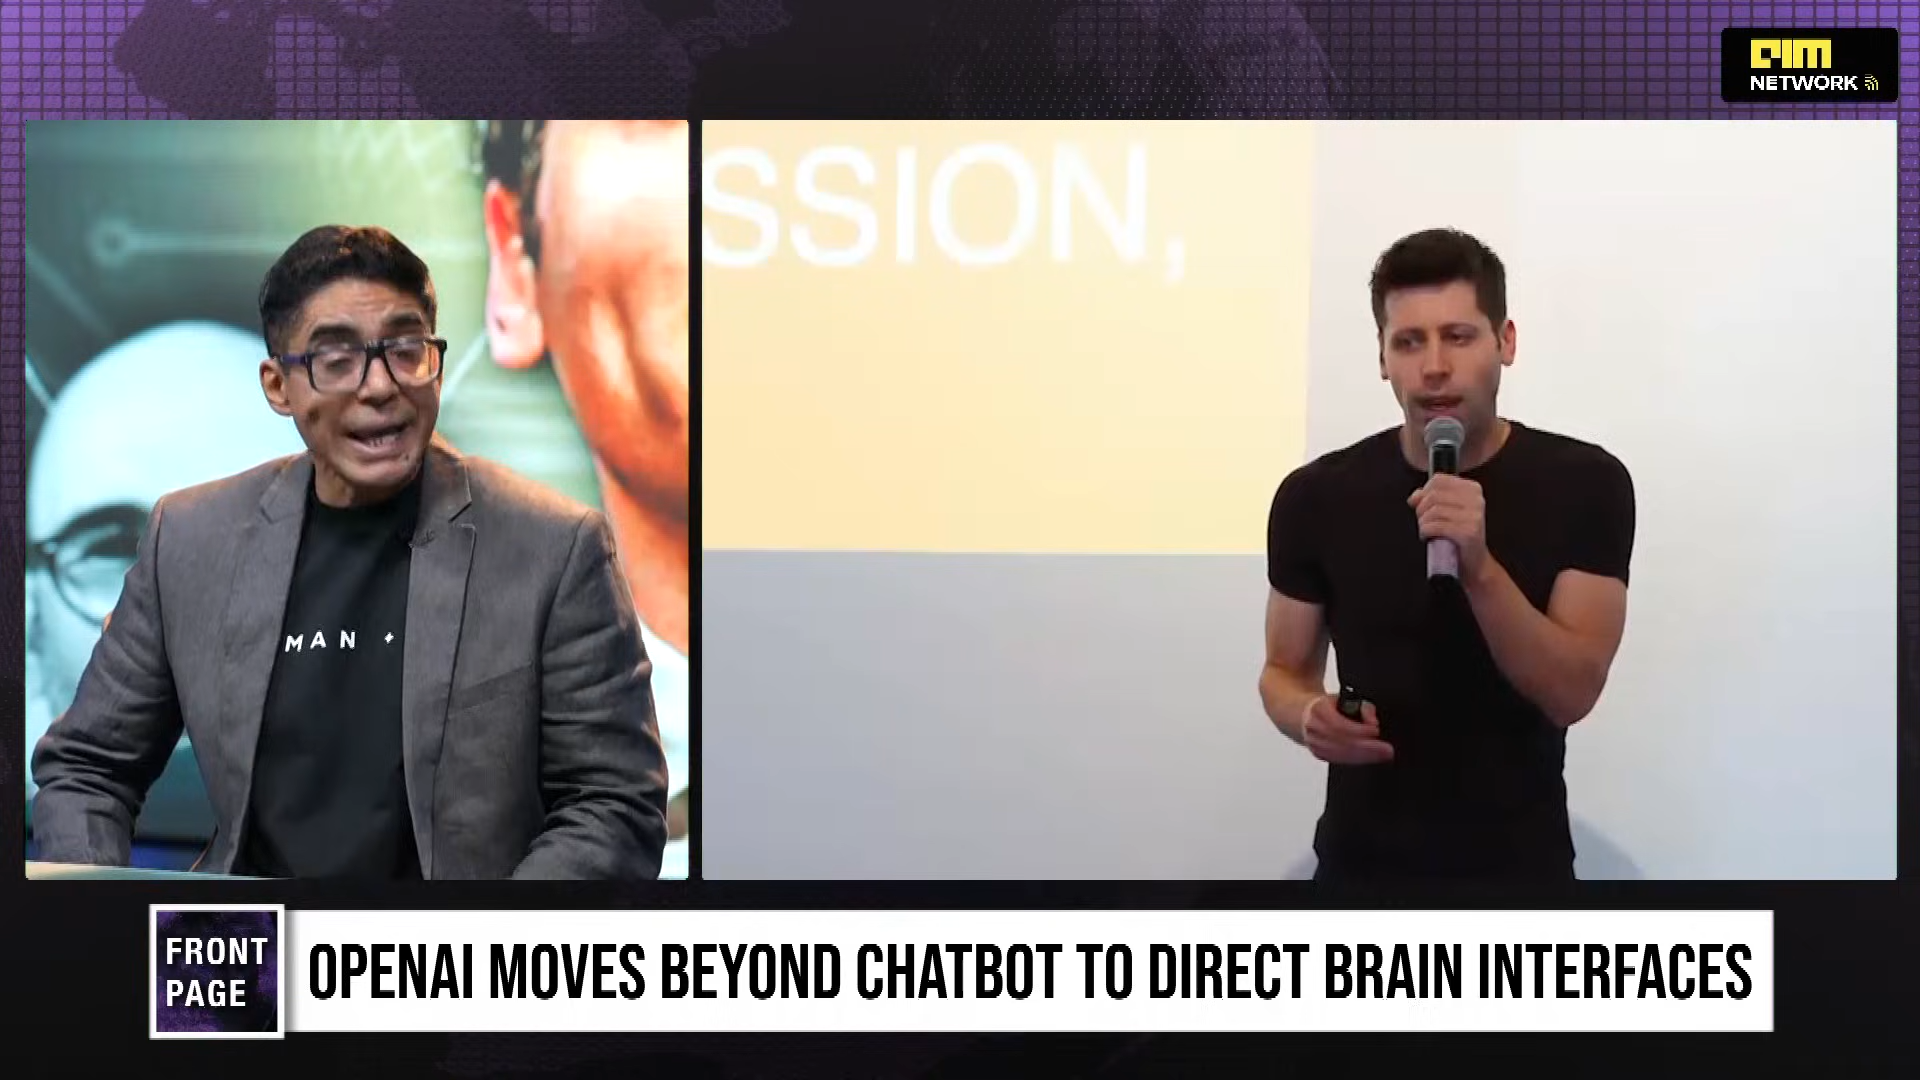 AIM
NETWORK
SSION,
MAN
FRONT
PAGE
OPENAI MOVES BEYOND CHATBOT TO DIRECT BRAIN INTERFACES